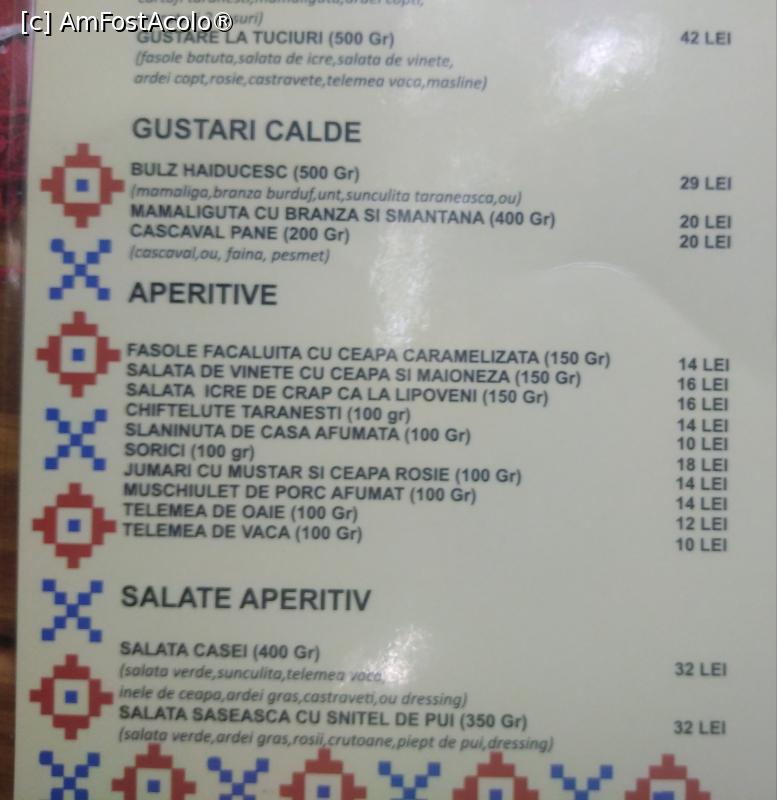 [c] AmFostAcolo®
GUSTARE LA TUCIURI (500 Gr) 42 LEI
(fasole batuta,salata de icre,salata de vinete,
ardei copt,rosie,castravete,telemea vaca,masline)
GUSTARI CALDE
BULZ HAIDUCESC (500 Gr) 29 LEI
(mamaliga,branza burduf,unt,sunculita taraneasca,ou)
MAMALIGUTA CU BRANZA SI SMANTANA (400 Gr) 20 LEI
CASCAVAL PANE (200 Gr) 20 LEI
(cascaval,ou, faina, pesmet)
APERITIVE
FASOLE FACALUITA CU CEAPA CARAMELIZATA (150 Gr) 14 LEI
SALATA DE VINETE CU CEAPA SI MAIONEZA (150 Gr) 16 LEI
SALATA ICRE DE CRAP CA LA LIPOVENI (150 Gr) 16 LEI
CHIFTELUTE TARANESTI (100 gr) 14 LEI
SLANINUTA DE CASA AFUMATA (100 Gr) 10 LEI
SORICI (100 gr) 18 LEI
JUMARI CU MUSTAR SI CEAPA ROSIE (100 Gr) 14 LEI
MUSCHIULET DE PORC AFUMAT (100 Gr) 14 LEI
TELEMEA DE OAIE (100 Gr) 12 LEI
TELEMEA DE VACA (100 Gr) 10 LEI
SALATE APERITIV
SALATA CASEI (400 Gr) 32 LEI
(salata verde,sunculita,telemea vaca,
inele de ceapa,ardei gras,castraveti,ou dressing)
SALATA SASEASCA CU SNITEL DE PUI (350 Gr) 32 LEI
(salata verde,ardei gras,rosii,crutoane,piept de pui,dressing)